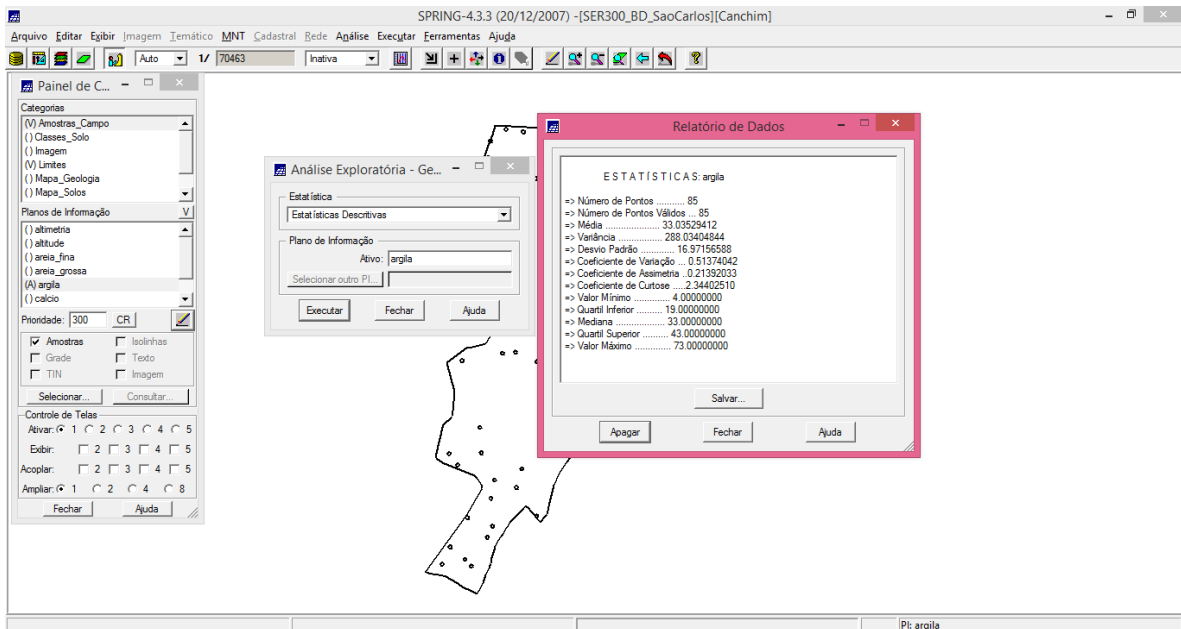 SPRING-4.3.3 (20/12/2007) -[SER300_BD_SaoCarlos][Canchim]
Arquivo Editar Exibir Imagem Temático MNT Cadastral Rede Análise Executar Ferramentas Ajuda
Auto 1/ 70463 Inativa
Painel de C...
Categorias
(V) Amostras_Campo
( ) Classes_Solo
( ) Imagem
(V) Limites
( ) Mapa_Geologia
( ) Mapa_Solos
Planos de Informação V
( ) altimetria
( ) altitude
( ) areia_fina
( ) areia_grossa
(A) argila
( ) calcio
Prioridade: 300 CR
Amostras Isolinhas
Grade Texto
TIN Imagem
Selecionar... Consultar...
Controle de Telas
Ativar: 1 2 3 4 5
Exibir: 2 3 4 5
Acoplar: 2 3 4 5
Ampliar: 1 2 4 8
Fechar Ajuda
Análise Exploratória - Ge...
Estatística
Estatísticas Descritivas
Plano de Informação
Ativo: argila
Selecionar outro PI...
Executar Fechar Ajuda
Relatório de Dados
E S T A T Í S T I C A S: argila
=> Número de Pontos ........... 85
=> Número de Pontos Válidos ... 85
=> Média ..................... 33.03529412
=> Variância ................. 288.03404844
=> Desvio Padrão ............. 16.97156588
=> Coeficiente de Variação ... 0.51374042
=> Coeficiente de Assimetria ..0.21392033
=> Coeficiente de Curtose .....2.34402510
=> Valor Mínimo .............. 4.00000000
=> Quartil Inferior .......... 19.00000000
=> Mediana ................... 33.00000000
=> Quartil Superior .......... 43.00000000
=> Valor Máximo .............. 73.00000000
Salvar...
Apagar Fechar Ajuda
PI: argila